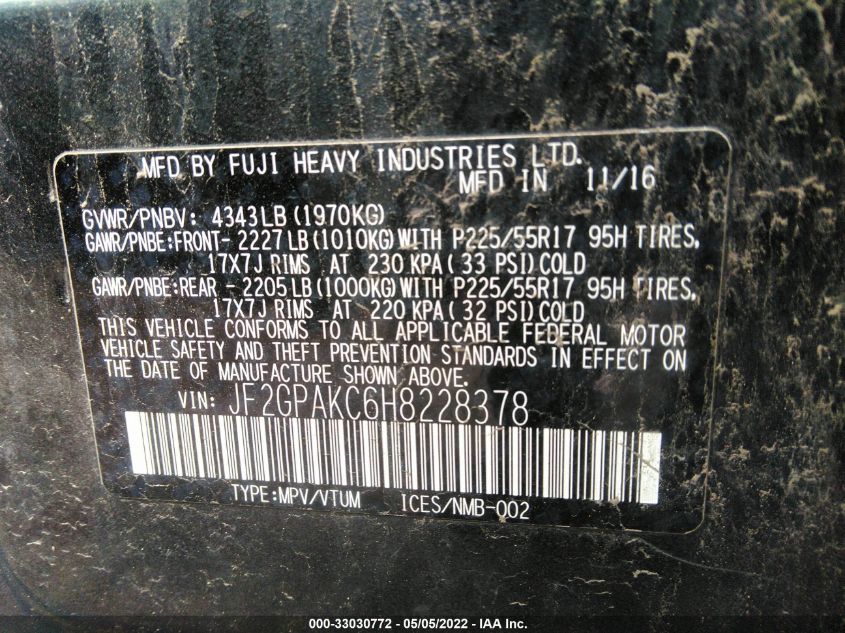 MFD BY FUJI HEAVY INDUSTRIES LTD.
MFD IN 11/16
GVWR/PNBV: 4343LB (1970KG)
GAWR/PNBE:FRONT- 2227LB (1010KG)WITH P225/55R17 95H TIRES,
17X7J RIMS AT 230 KPA( 33 PSI)COLD
GAWR/PNBE:REAR - 2205LB (1000KG)WITH P225/55R17 95H TIRES,
17X7J RIMS AT 220 KPA( 32 PSI)COLD
THIS VEHICLE CONFORMS TO ALL APPLICABLE FEDERAL MOTOR
VEHICLE SAFETY AND THEFT PREVENTION STANDARDS IN EFFECT ON
THE DATE OF MANUFACTURE SHOWN ABOVE.
VIN: JF2GPAKC6H8228378
TYPE:MPV/VTUM ICES/NMB-002
000-33030772 - 05/05/2022 - IAA Inc.